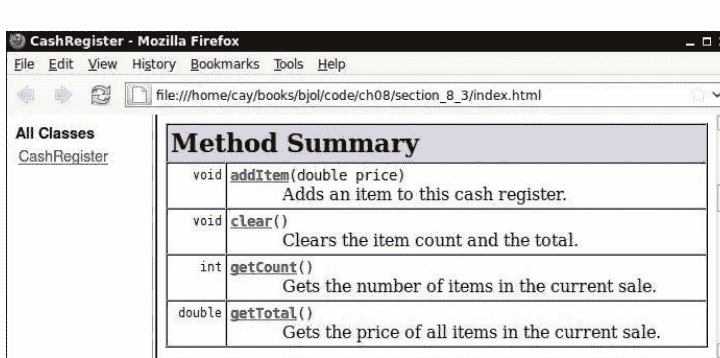 CashRegister - Mozilla Firefox
File Edit View History Bookmarks Tools Help
file:///home/cay/books/bjol/code/ch08/section_8_3/index.html
All Classes
CashRegister
Method Summary
void addItem(double price)
Adds an item to this cash register.
void clear()
Clears the item count and the total.
int getCount()
Gets the number of items in the current sale.
double getTotal()
Gets the price of all items in the current sale.